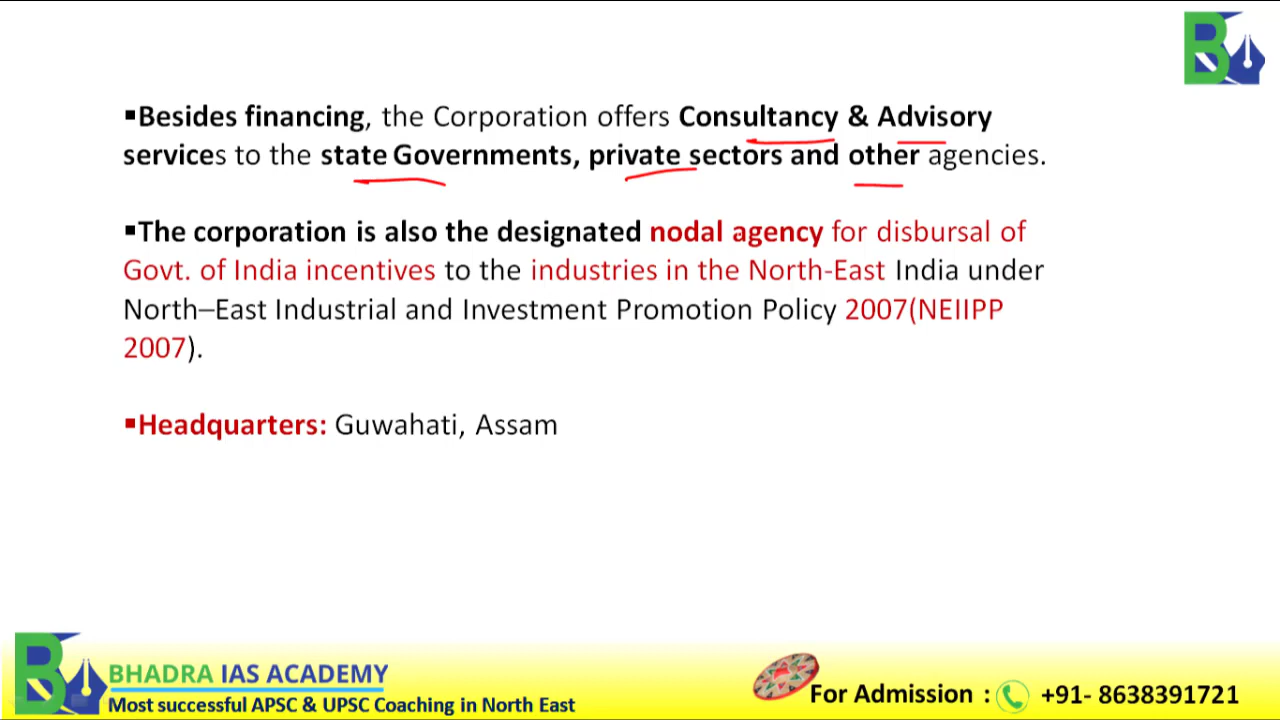 ▪Besides financing, the Corporation offers Consultancy & Advisory
services to the state Governments, private sectors and other agencies.
▪The corporation is also the designated nodal agency for disbursal of
Govt. of India incentives to the industries in the North-East India under
North–East Industrial and Investment Promotion Policy 2007(NEIIPP
2007).
▪Headquarters: Guwahati, Assam
BHADRA IAS ACADEMY
Most successful APSC & UPSC Coaching in North East
For Admission : +91- 8638391721